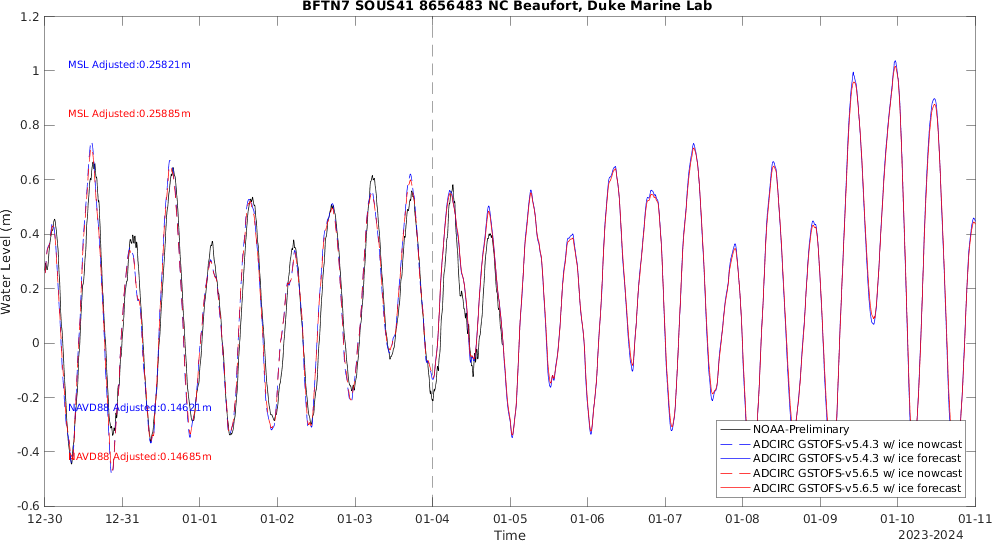 BFTN7 SOUS41 8656483 NC Beaufort, Duke Marine Lab
1.2
1
0.8
0.6
0.4
0.2
0
-0.2
-0.4
-0.6
Water Level (m)
MSL Adjusted:0.25821m
MSL Adjusted:0.25885m
NAVD88 Adjusted:0.14621m
NAVD88 Adjusted:0.14685m
NOAA-Preliminary
ADCIRC GSTOFS-v5.4.3 w/ ice nowcast
ADCIRC GSTOFS-v5.4.3 w/ ice forecast
ADCIRC GSTOFS-v5.6.5 w/ ice nowcast
ADCIRC GSTOFS-v5.6.5 w/ ice forecast
12-30 12-31 01-01 01-02 01-03 01-04 01-05 01-06 01-07 01-08 01-09 01-10 01-11
Time
2023-2024